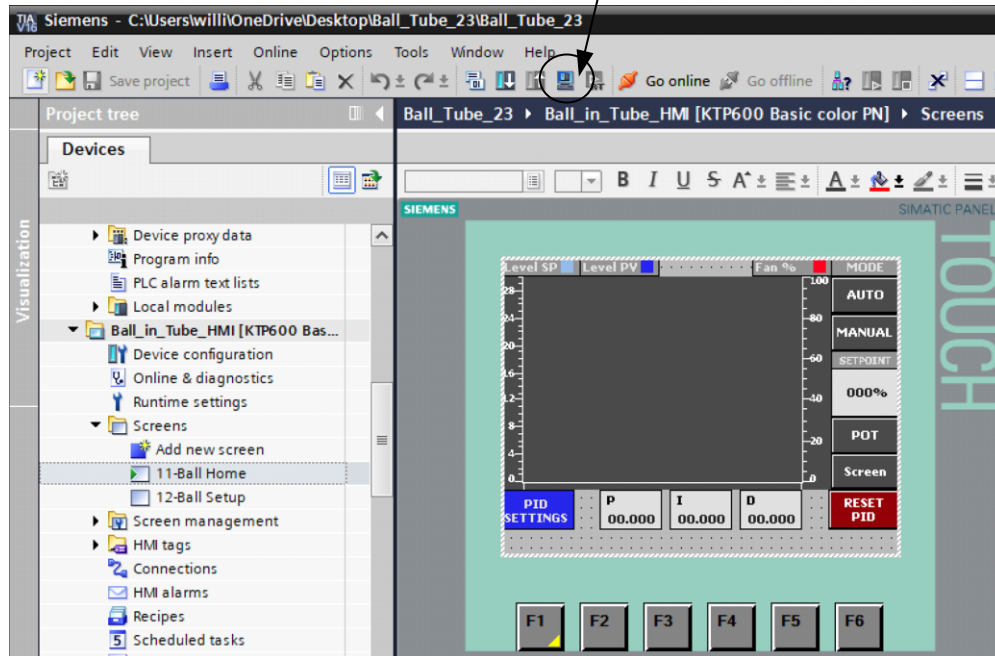 Siemens - C:\Users\willi\OneDrive\Desktop\Ball_Tube_23\Ball_Tube_23
Project Edit View Insert Online Options Tools Window Help
Save project Go online Go offline
Project tree
Ball_Tube_23 ▸ Ball_in_Tube_HMI [KTP600 Basic color PN] ▸ Screens
Devices
B I U S A A
Visualization
Device proxy data
Program info
PLC alarm text lists
Local modules
Ball_in_Tube_HMI [KTP600 Bas...
Device configuration
Online & diagnostics
Runtime settings
Screens
Add new screen
11-Ball Home
12-Ball Setup
Screen management
HMI tags
Connections
HMI alarms
Recipes
Scheduled tasks
SIEMENS
SIMATIC PANEL
TOUCH
Level SP Level PV Fan % MODE
28 100 AUTO
24 80 MANUAL
20 60 SETPOINT
16
12 40 000%
8 20 POT
4
0 0 Screen
PID SETTINGS
P 00.000
I 00.000
D 00.000
RESET PID
F1 F2 F3 F4 F5 F6